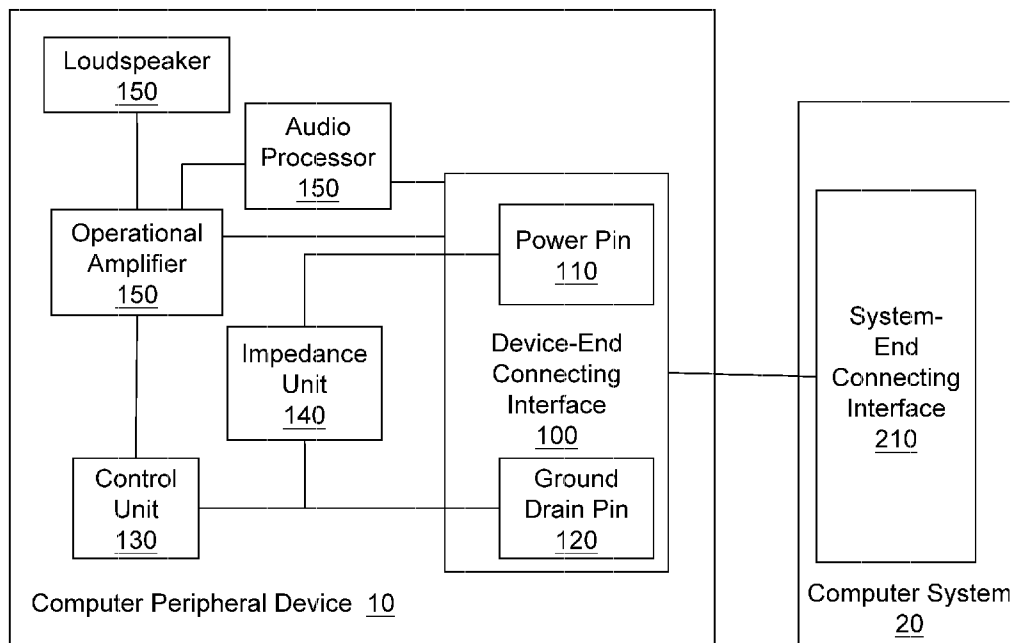 Loudspeaker
150
Audio
Processor
150
Operational
Amplifier
150
Power Pin
110
Impedance
Unit
140
Device-End
Connecting
Interface
100
System-
End
Connecting
Interface
210
Control
Unit
130
Ground
Drain Pin
120
Computer Peripheral Device 10
Computer System
20